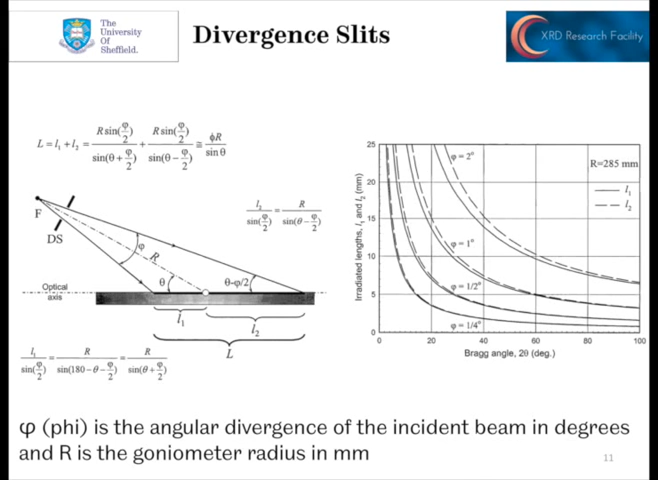 The
University
Of
Sheffield.
Divergence Slits
XRD Research Facility
L = l₁ + l₂ = R sin(φ/2) / sin(θ + φ/2) + R sin(φ/2) / sin(θ − φ/2) ≅ ϕR / sin θ
F
DS
φ
R
θ
θ-φ/2
Optical
axis
l₁
l₂
L
l₂ / sin(φ/2) = R / sin(θ − φ/2)
l₁ / sin(φ/2) = R / sin(180 − θ − φ/2) = R / sin(θ + φ/2)
Irradiated lengths, l₁ and l₂ (mm)
25
20
15
10
5
0
φ = 2°
φ = 1°
φ = 1/2°
φ = 1/4°
R=285 mm
l₁
l₂
0 20 40 60 80 100
Bragg angle, 2θ (deg.)
φ (phi) is the angular divergence of the incident beam in degrees
and R is the goniometer radius in mm
11